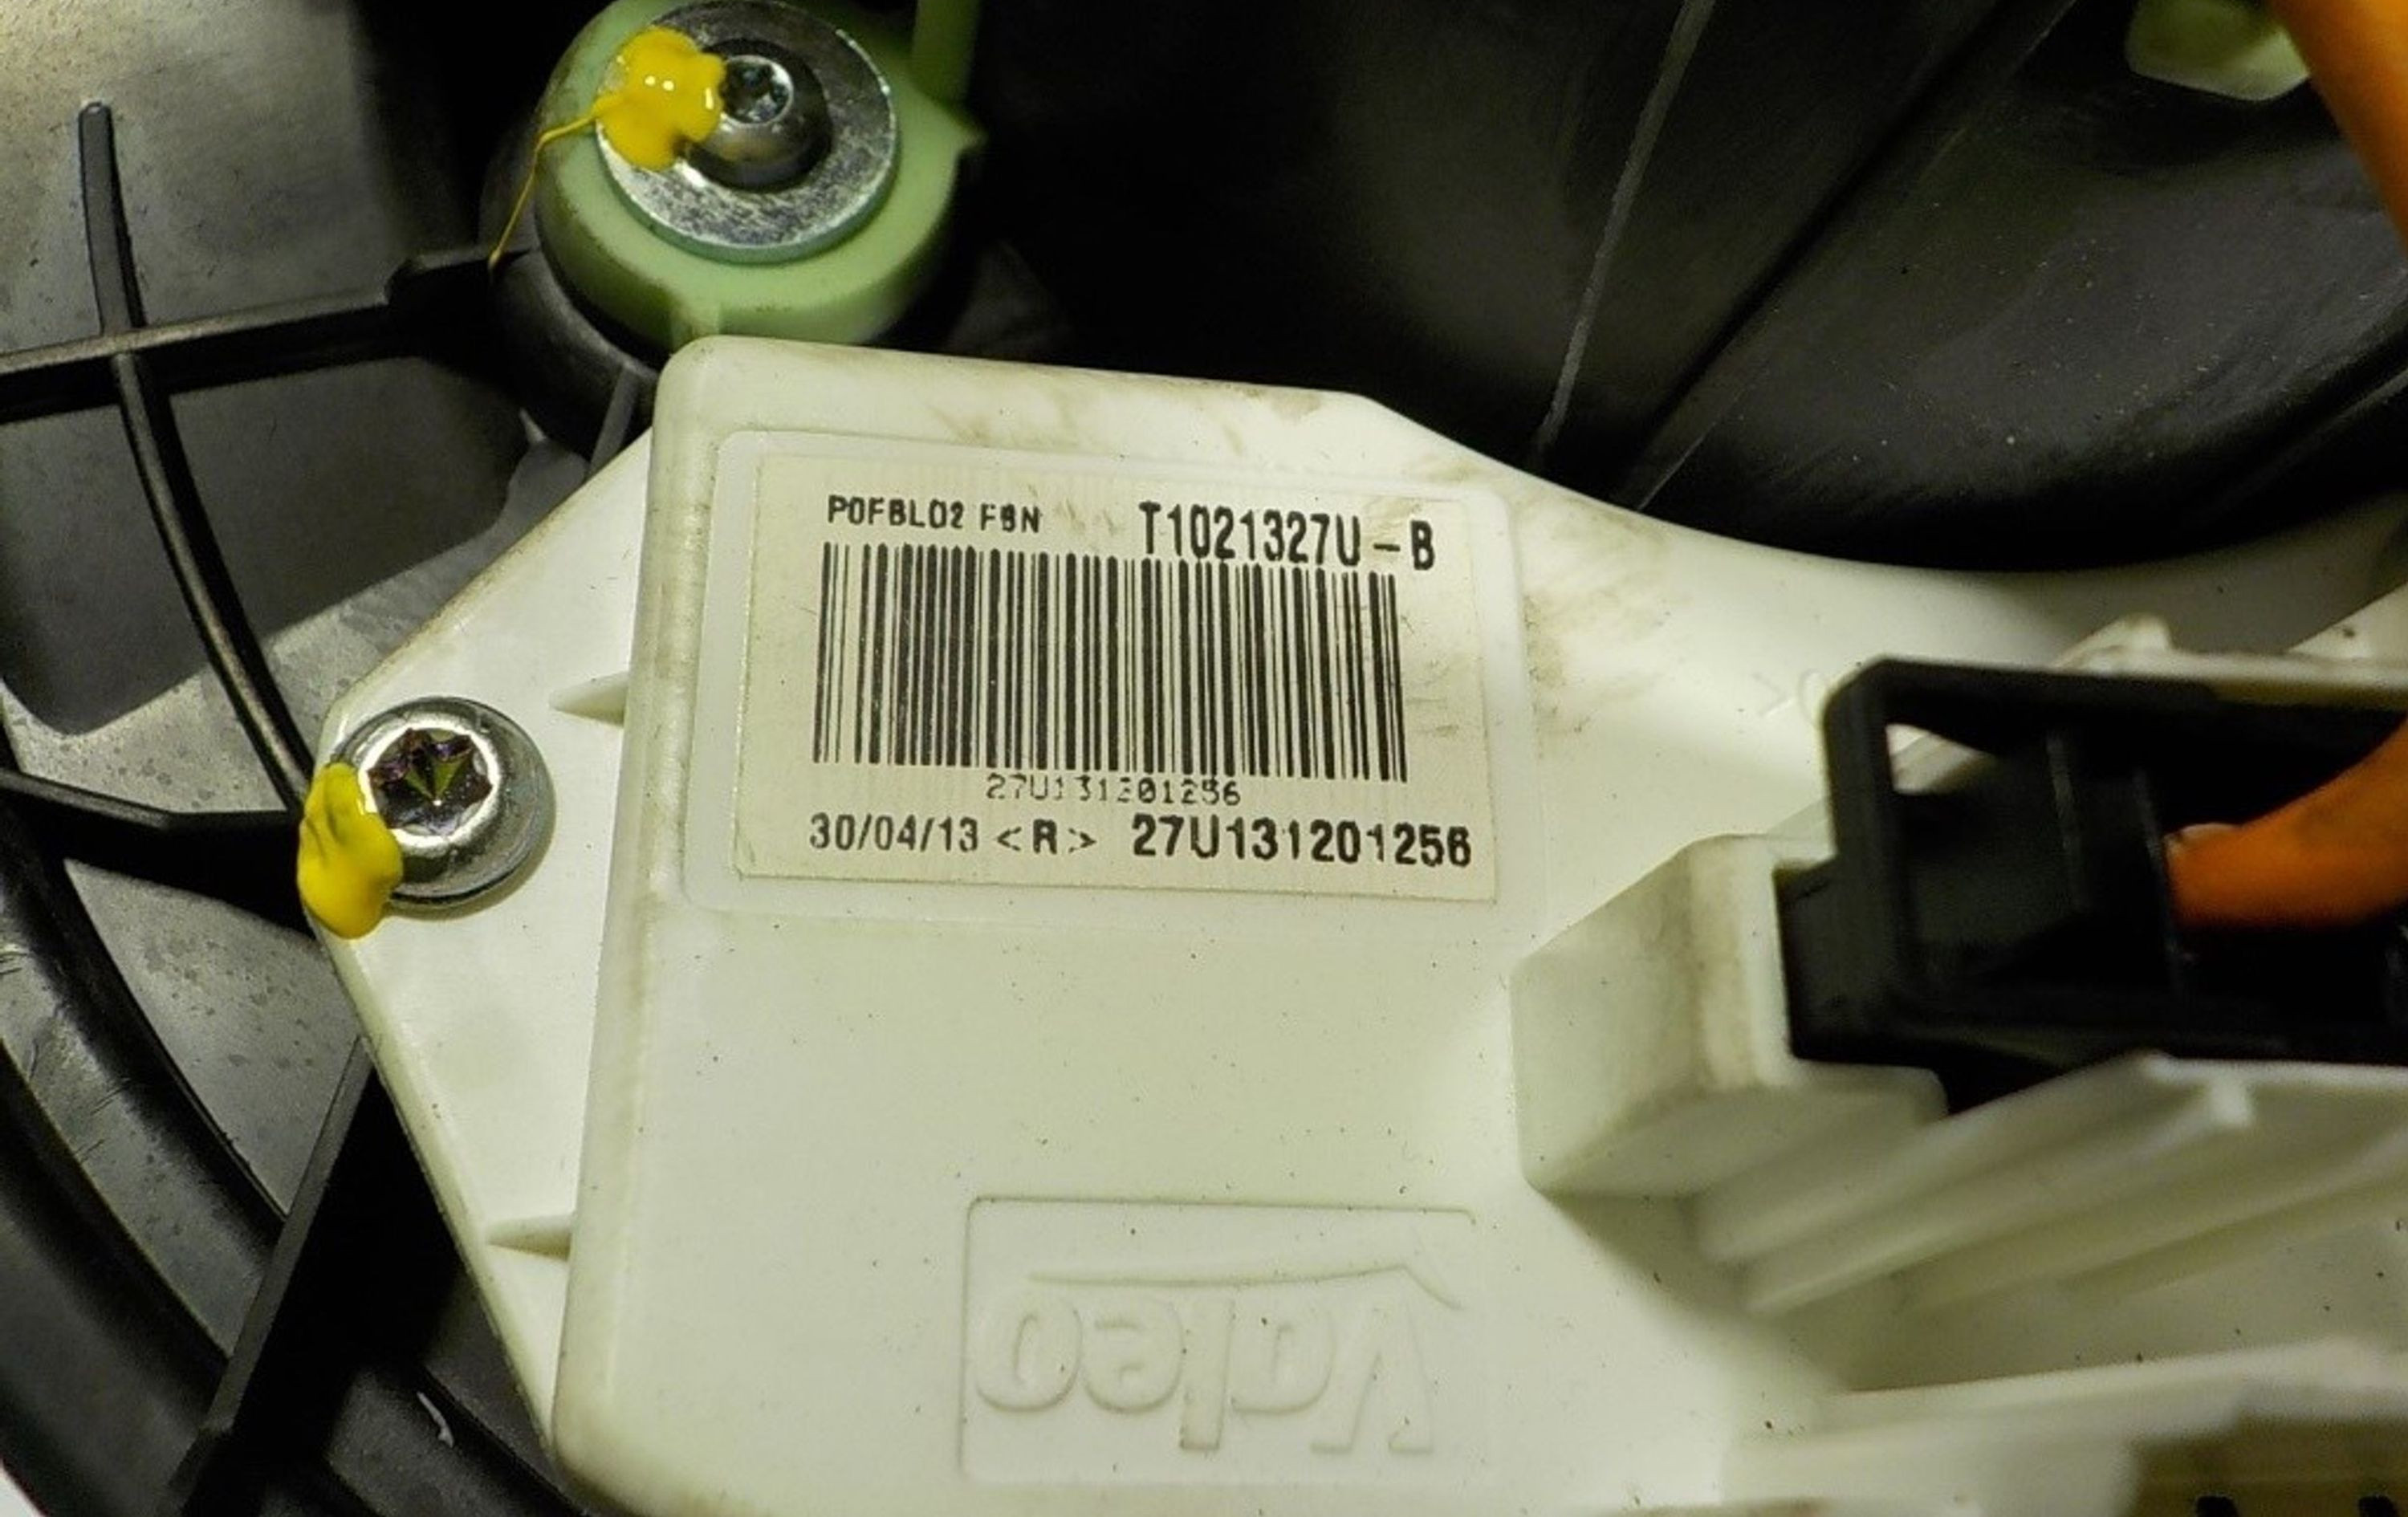 P0FBL02 FBN T1021327U-B
27U131201256
30/04/13 <R> 27U131201256
Valeo